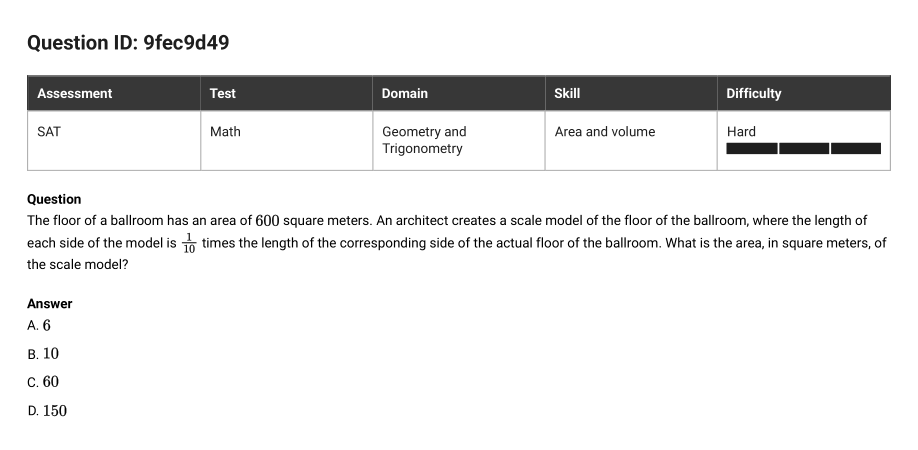 Question ID: 9fec9d49
Assessment Test Domain Skill Difficulty
SAT Math Geometry and Trigonometry Area and volume Hard
Question
The floor of a ballroom has an area of 600 square meters. An architect creates a scale model of the floor of the ballroom, where the length of
each side of the model is 1/10 times the length of the corresponding side of the actual floor of the ballroom. What is the area, in square meters, of
the scale model?
Answer
A. 6
B. 10
C. 60
D. 150